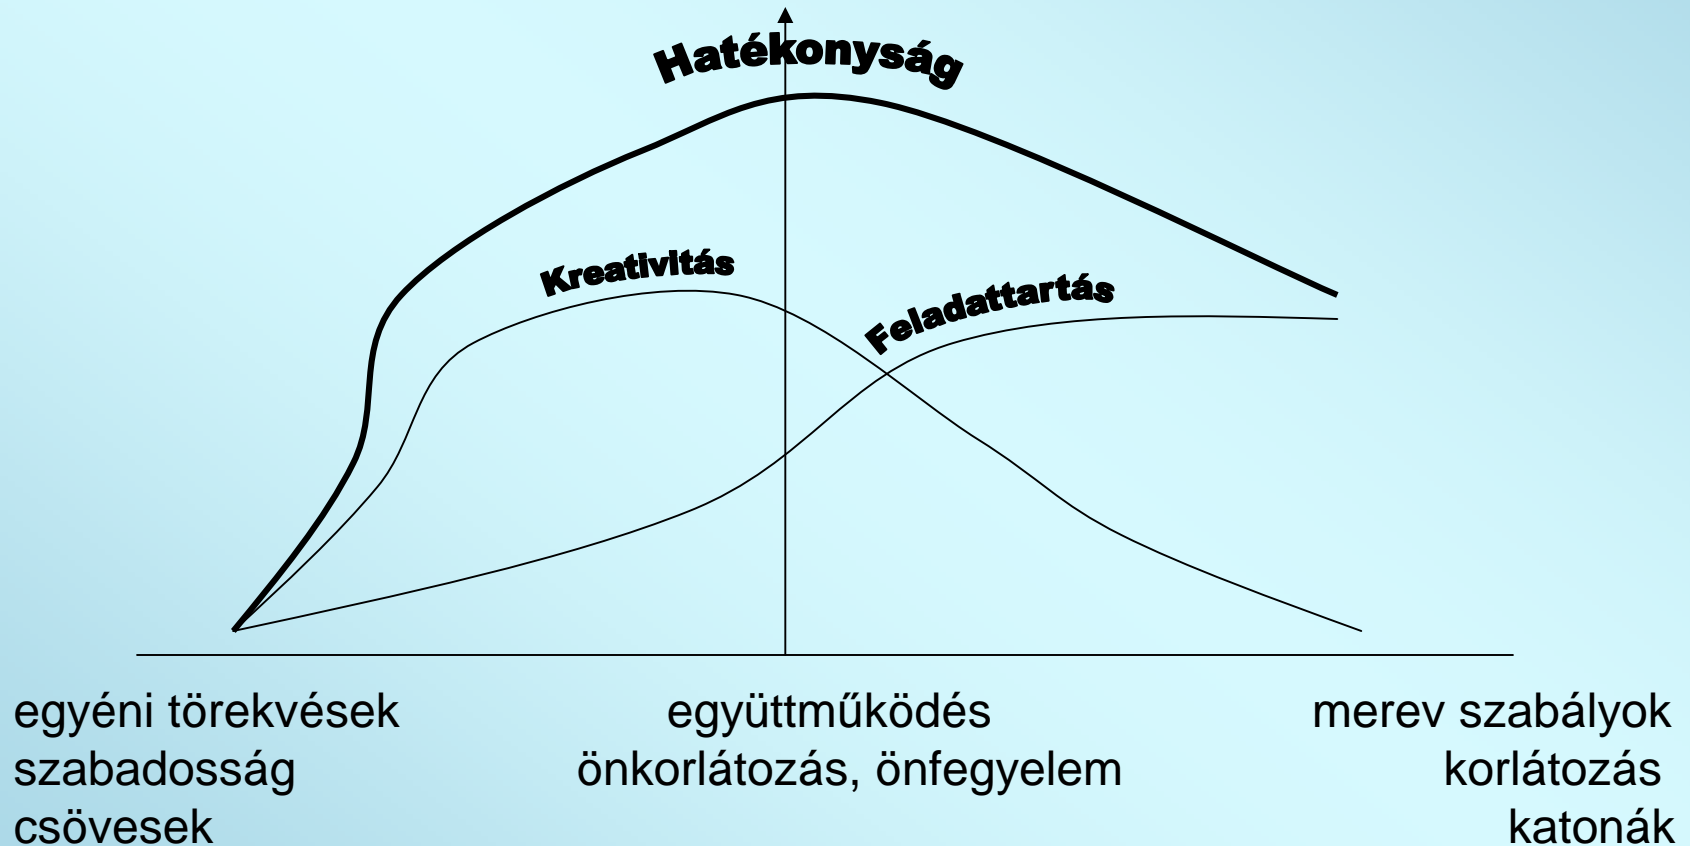 Hatékonyság
Kreativitás
Feladattartás
egyéni törekvések
szabadosság
csövesek
együttműködés
önkorlátozás, önfegyelem
merev szabályok
korlátozás
katonák